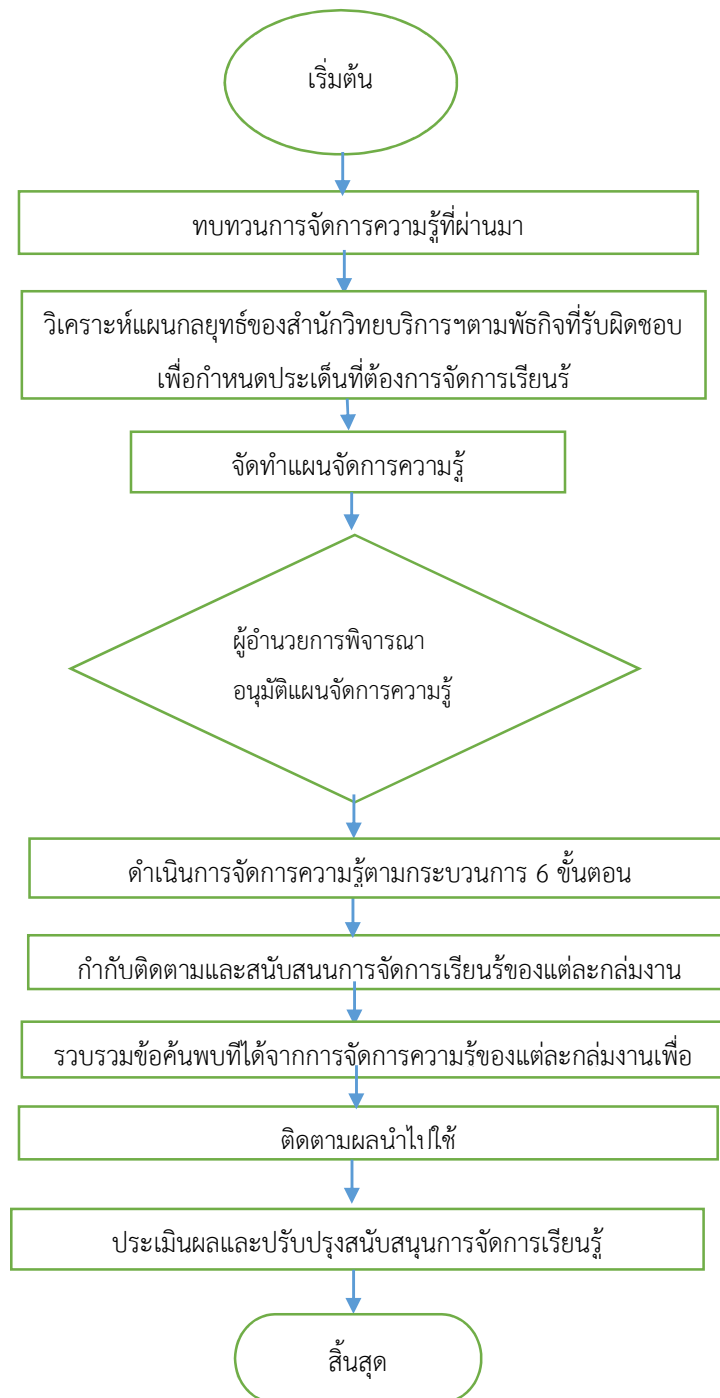 เริ่มต้น
ทบทวนการจัดการความรู้ที่ผ่านมา
วิเคราะห์แผนกลยุทธ์ของสำนักวิทยบริการฯตามพัธกิจที่รับผิดชอบ
เพื่อกำหนดประเด็นที่ต้องการจัดการเรียนรู้
จัดทำแผนจัดการความรู้
ผู้อำนวยการพิจารณา
อนุมัติแผนจัดการความรู้
ดำเนินการจัดการความรู้ตามกระบวนการ 6 ขั้นตอน
กำกับติดตามและสนับสนุนการจัดการเรียนรู้ของแต่ละกลุ่มงาน
รวบรวมข้อค้นพบที่ได้จากการจัดการความรู้ของแต่ละกลุ่มงานเพื่อ
ติดตามผลนำไปใช้
ประเมินผลและปรับปรุงสนับสนุนการจัดการเรียนรู้
สิ้นสุด